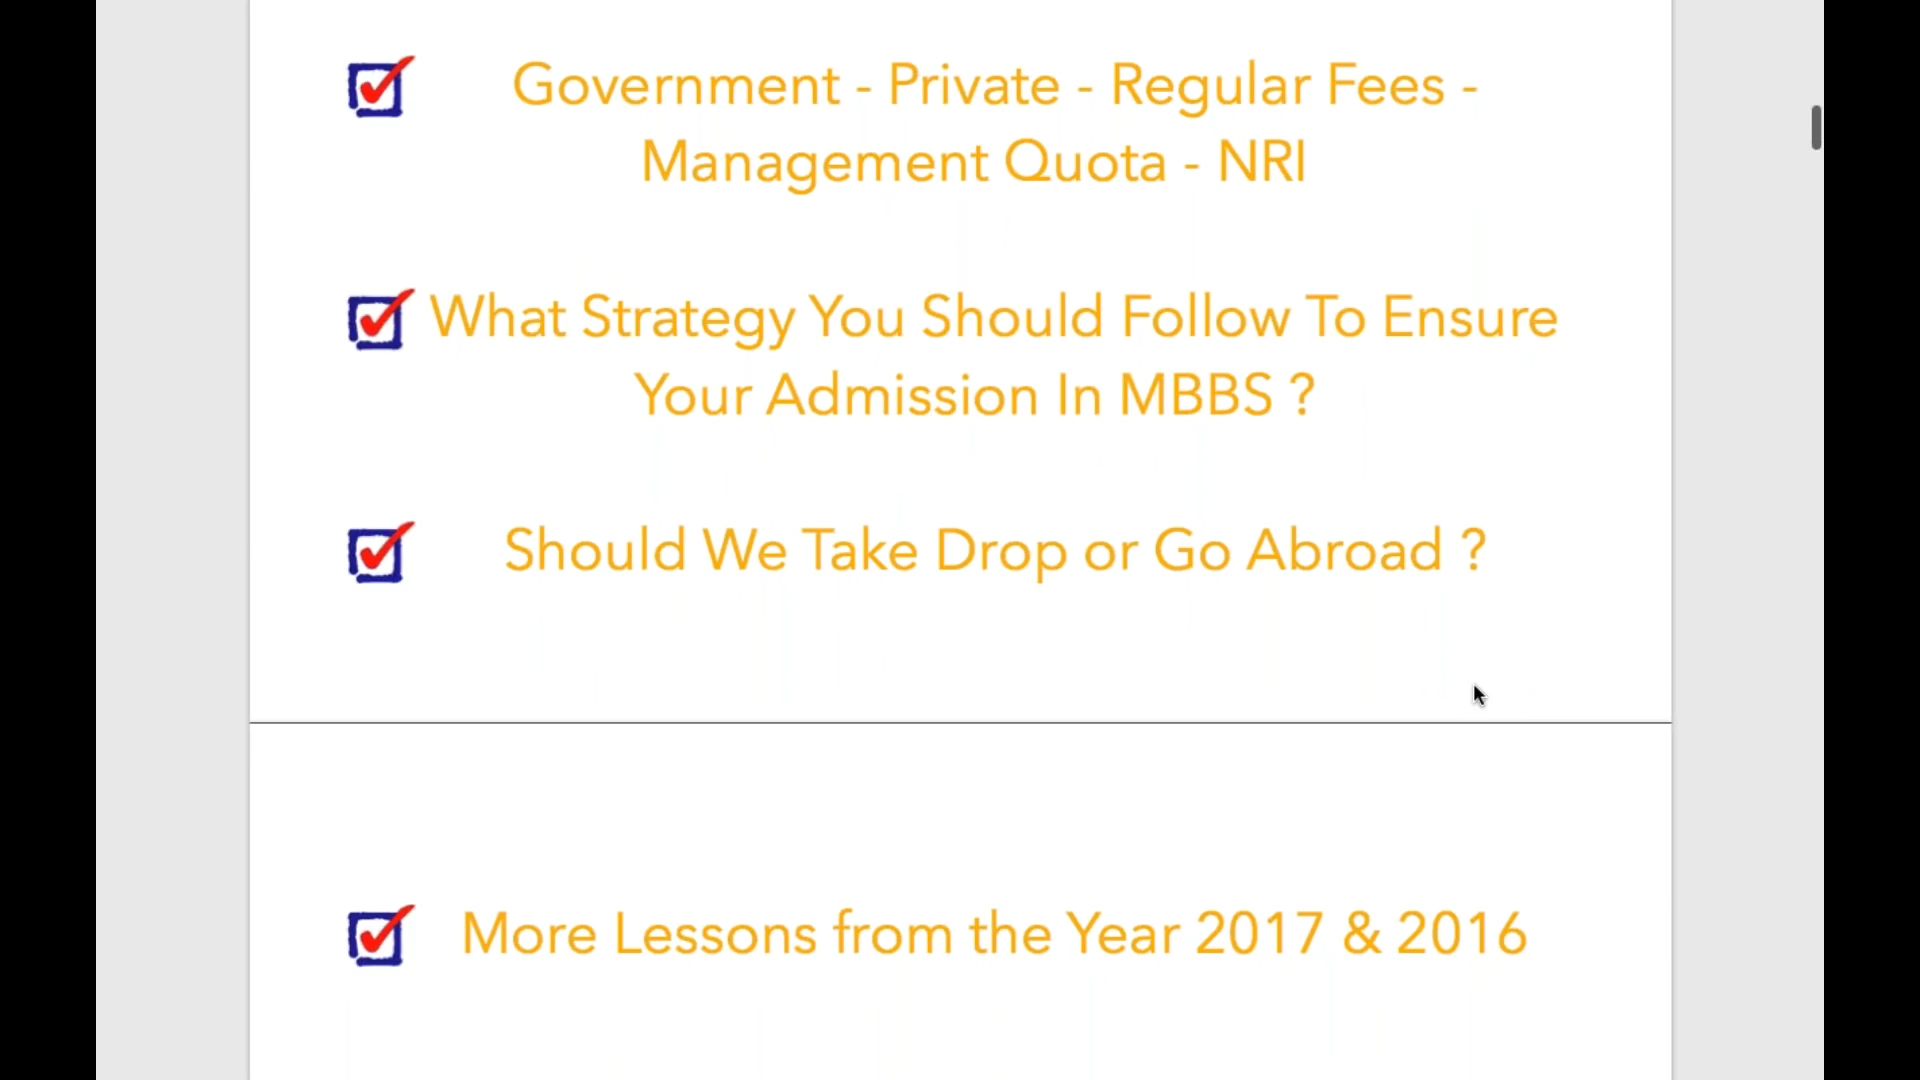 Government - Private - Regular Fees -
Management Quota - NRI
What Strategy You Should Follow To Ensure
Your Admission In MBBS ?
Should We Take Drop or Go Abroad ?
More Lessons from the Year 2017 & 2016